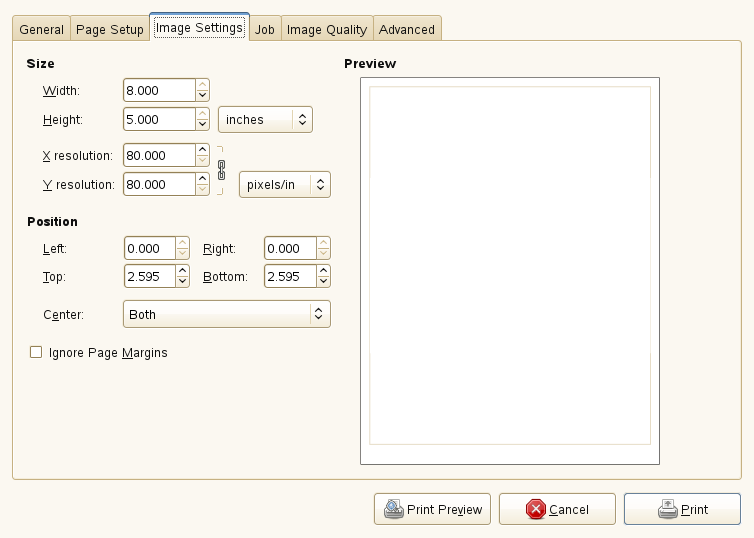 General Page Setup Image Settings Job Image Quality Advanced
Size
Width: 8.000
Height: 5.000 inches
X resolution: 80.000
Y resolution: 80.000 pixels/in
Position
Left: 0.000 Right: 0.000
Top: 2.595 Bottom: 2.595
Center: Both
Ignore Page Margins
Preview
Print Preview Cancel Print